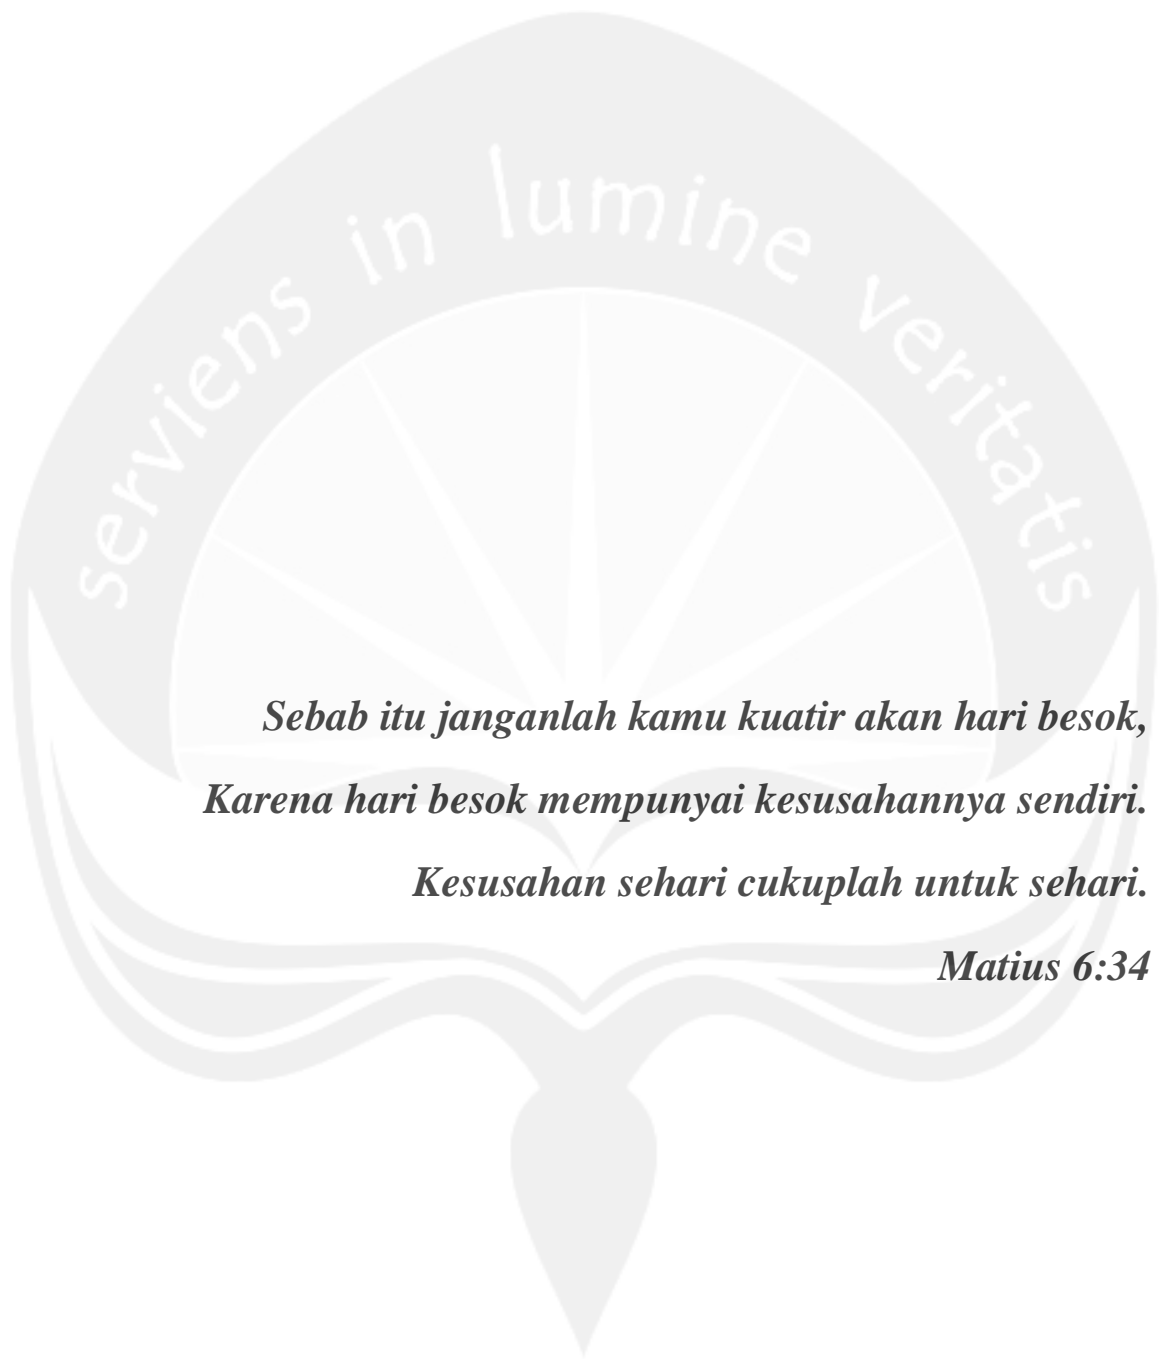 serviens in lumine veritatis
Sebab itu janganlah kamu kuatir akan hari besok,
Karena hari besok mempunyai kesusahannya sendiri.
Kesusahan sehari cukuplah untuk sehari.
Matius 6:34